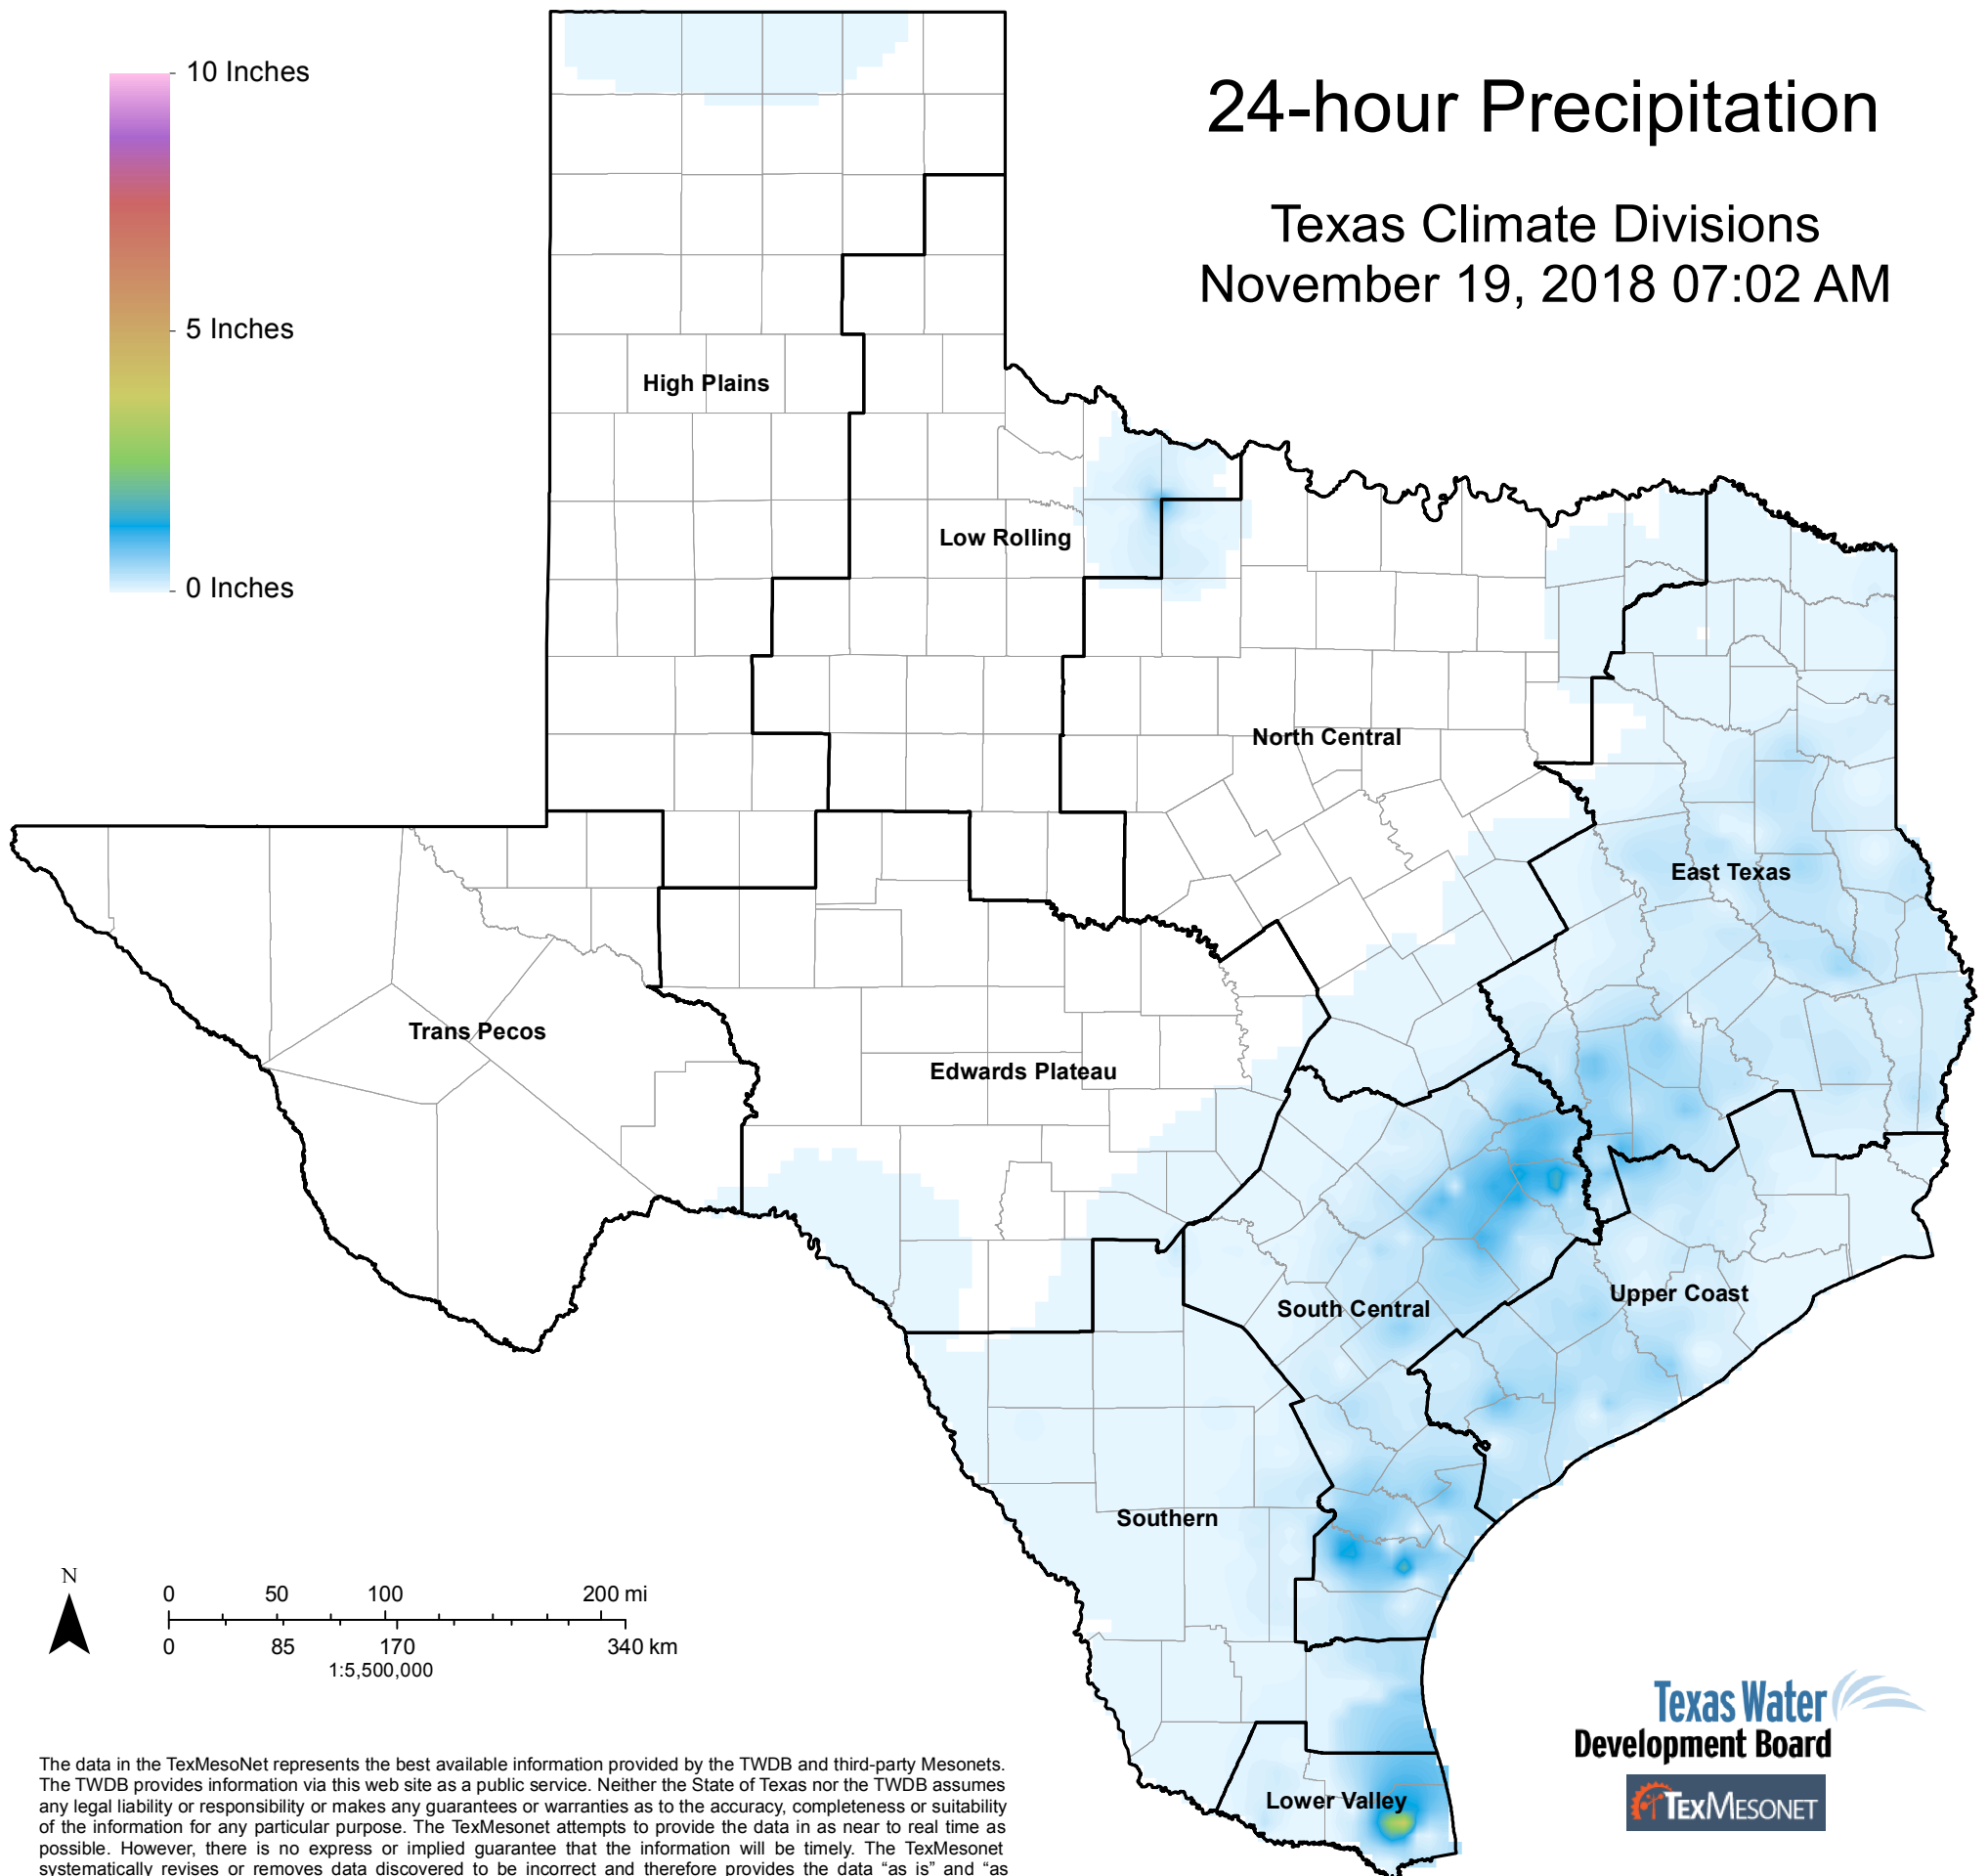 10 Inches
5 Inches
0 Inches
24-hour Precipitation
Texas Climate Divisions
November 19, 2018 07:02 AM
High Plains
Low Rolling
North Central
East Texas
Trans Pecos
Edwards Plateau
South Central
Upper Coast
Southern
Lower Valley
N
0 50 100 200 mi
0 85 170 340 km
1:5,500,000
Texas Water
Development Board
TEXMESONET
The data in the TexMesoNet represents the best available information provided by the TWDB and third-party Mesonets.
The TWDB provides information via this web site as a public service. Neither the State of Texas nor the TWDB assumes
any legal liability or responsibility or makes any guarantees or warranties as to the accuracy, completeness or suitability
of the information for any particular purpose. The TexMesonet attempts to provide the data in as near to real time as
possible. However, there is no express or implied guarantee that the information will be timely. The TexMesonet
systematically revises or removes data discovered to be incorrect and therefore provides the data “as is” and “as